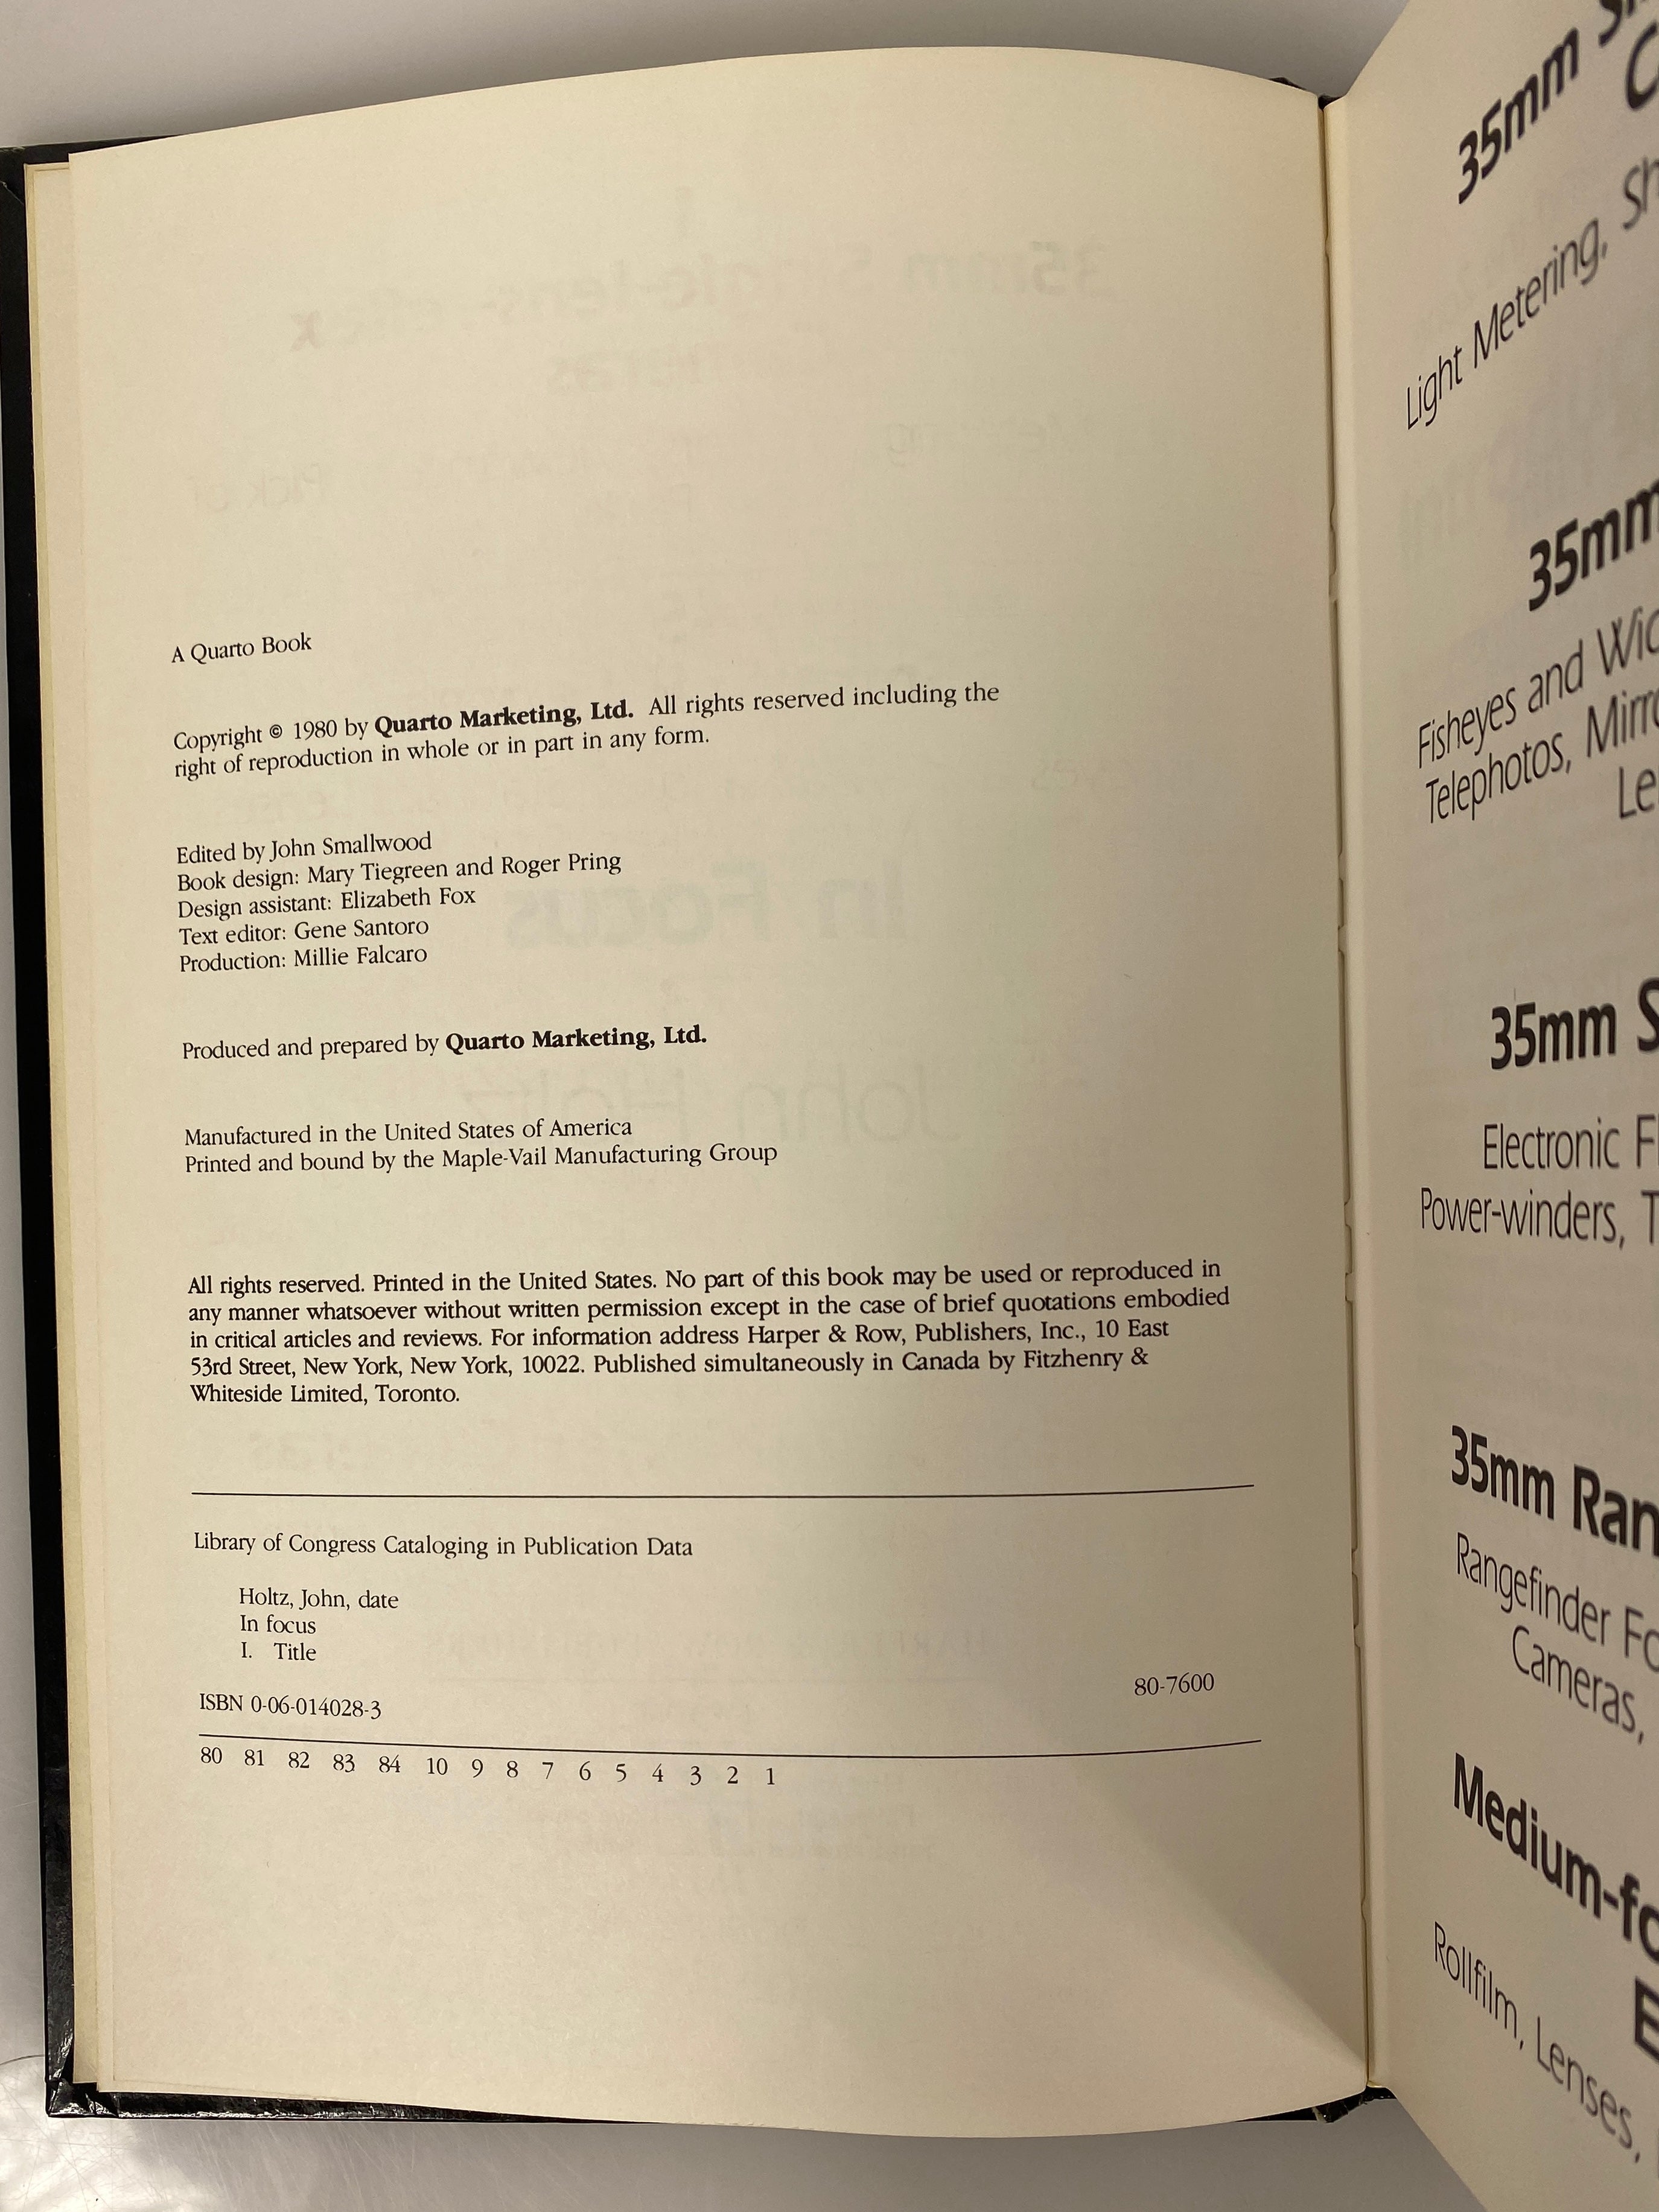 A Quarto Book
Copyright © 1980 by Quarto Marketing, Ltd. All rights reserved including the
right of reproduction in whole or in part in any form.
Edited by John Smallwood
Book design: Mary Tiegreen and Roger Pring
Design assistant: Elizabeth Fox
Text editor: Gene Santoro
Production: Millie Falcaro
Produced and prepared by Quarto Marketing, Ltd.
Manufactured in the United States of America
Printed and bound by the Maple-Vail Manufacturing Group
All rights reserved. Printed in the United States. No part of this book may be used or reproduced in
any manner whatsoever without written permission except in the case of brief quotations embodied
in critical articles and reviews. For information address Harper & Row, Publishers, Inc., 10 East
53rd Street, New York, New York, 10022. Published simultaneously in Canada by Fitzhenry &
Whiteside Limited, Toronto.
Library of Congress Cataloging in Publication Data
Holtz, John, date
In focus
I. Title
ISBN 0-06-014028-3 80-7600
80 81 82 83 84 10 9 8 7 6 5 4 3 2 1
35mm
Light Metering,
35mm
Fisheyes and
Telephotos,
35mm
Electronic
Power-winders,
35mm
Rangefinder
Cameras,
Rollfilm, Lenses,